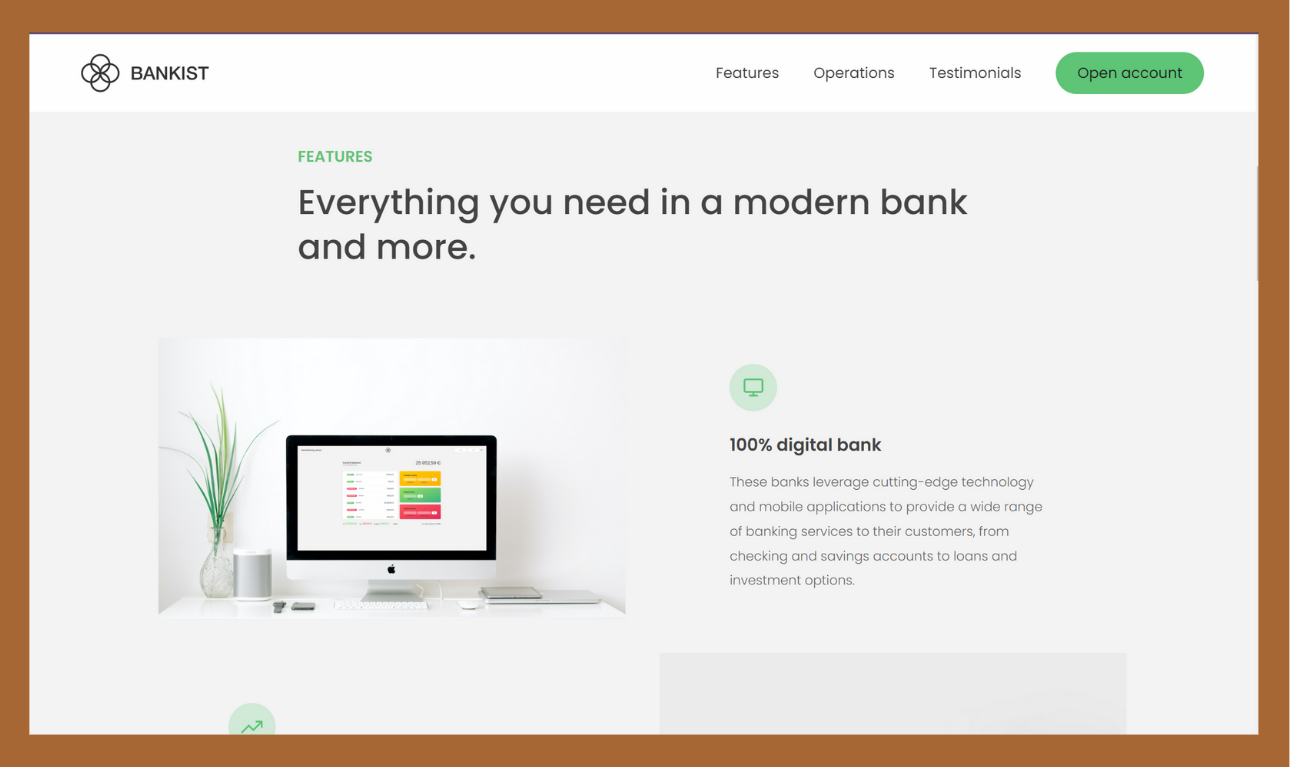 BANKIST
Features
Operations
Testimonials
Open account
FEATURES
Everything you need in a modern bank
and more.
100% digital bank
These banks leverage cutting-edge technology
and mobile applications to provide a wide range
of banking services to their customers, from
checking and savings accounts to loans and
investment options.